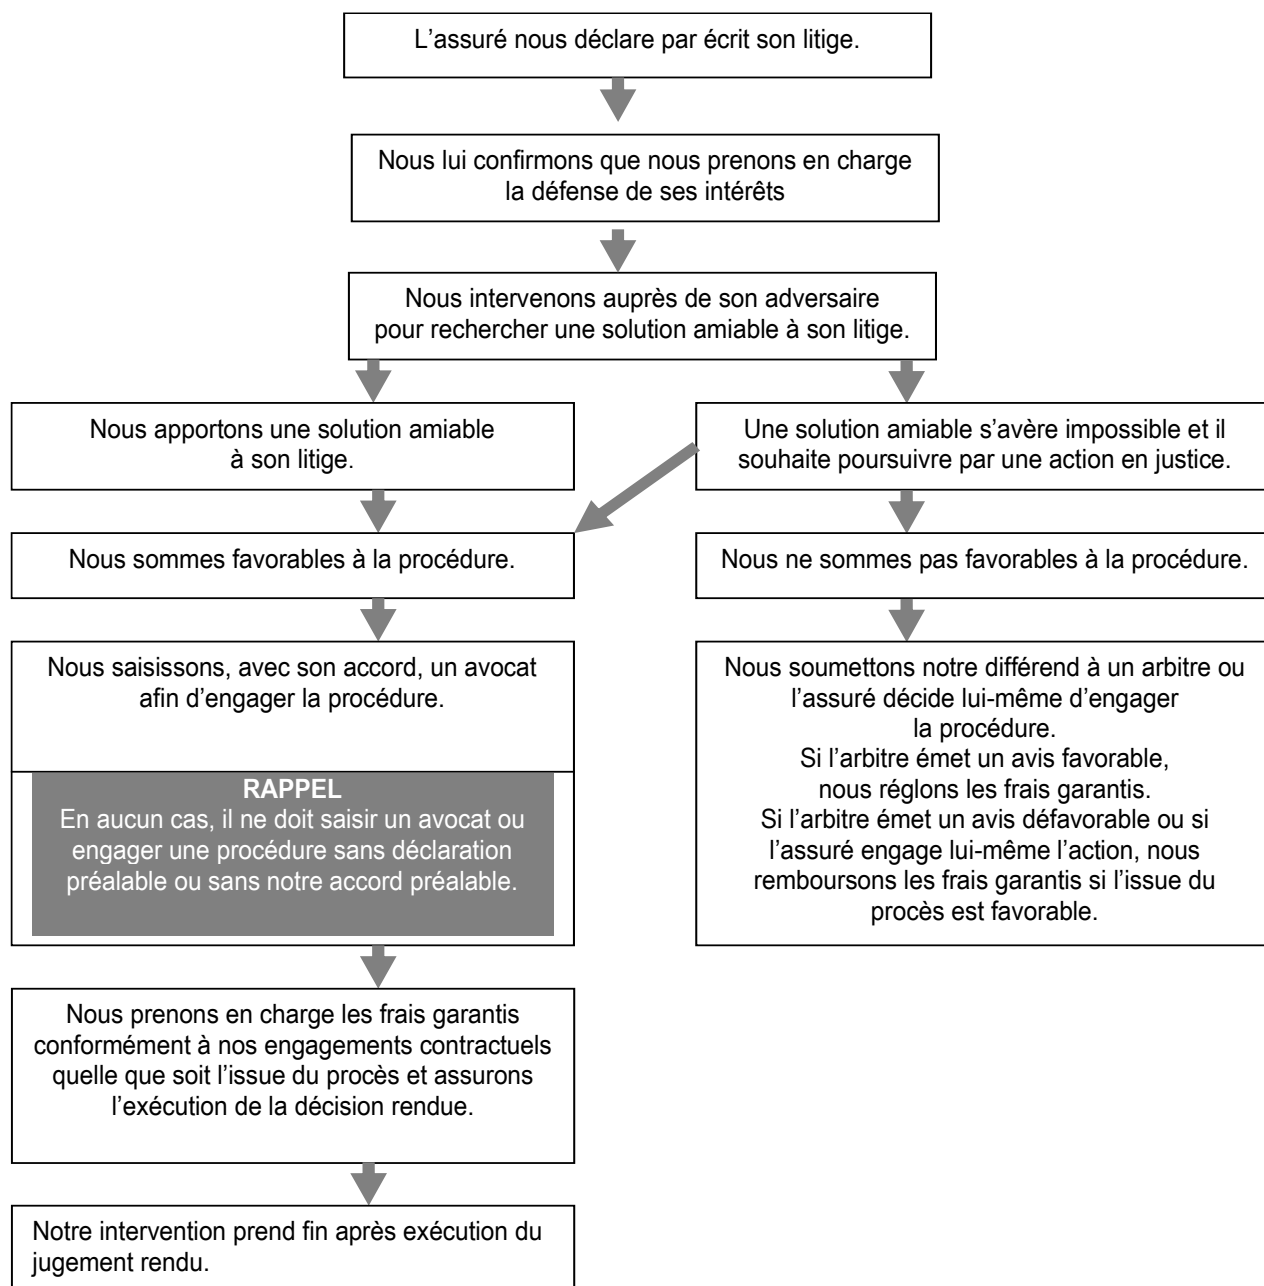 L’assuré nous déclare par écrit son litige.
Nous lui confirmons que nous prenons en charge
la défense de ses intérêts
Nous intervenons auprès de son adversaire
pour rechercher une solution amiable à son litige.
Nous apportons une solution amiable
à son litige.
Une solution amiable s’avère impossible et il
souhaite poursuivre par une action en justice.
Nous sommes favorables à la procédure.
Nous ne sommes pas favorables à la procédure.
Nous saisissons, avec son accord, un avocat
afin d’engager la procédure.
RAPPEL
En aucun cas, il ne doit saisir un avocat ou
engager une procédure sans déclaration
préalable ou sans notre accord préalable.
Nous soumettons notre différend à un arbitre ou
l’assuré décide lui-même d’engager
la procédure.
Si l’arbitre émet un avis favorable,
nous réglons les frais garantis.
Si l’arbitre émet un avis défavorable ou si
l’assuré engage lui-même l’action, nous
remboursons les frais garantis si l’issue du
procès est favorable.
Nous prenons en charge les frais garantis
conformément à nos engagements contractuels
quelle que soit l’issue du procès et assurons
l’exécution de la décision rendue.
Notre intervention prend fin après exécution du
jugement rendu.